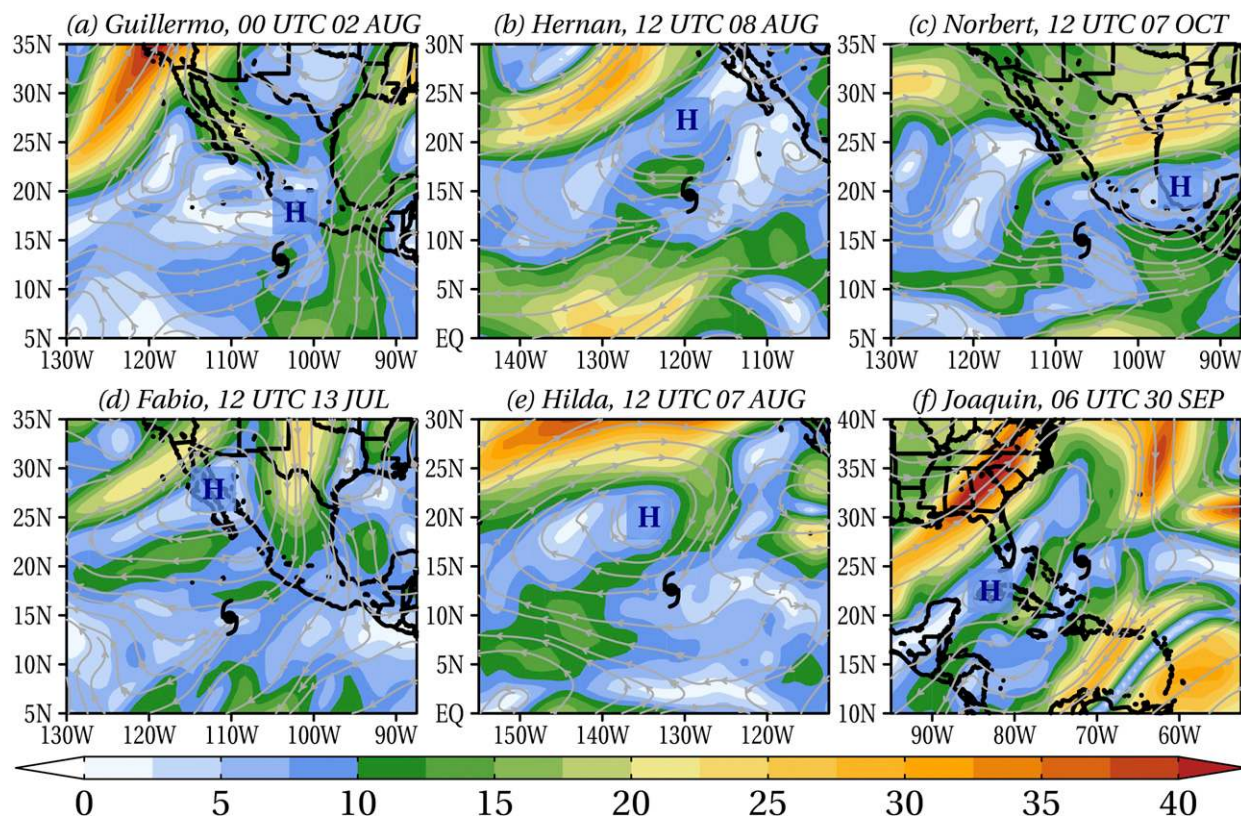 (a) Guillermo, 00 UTC 02 AUG (b) Hernan, 12 UTC 08 AUG (c) Norbert, 12 UTC 07 OCT
35N 30N 35N
30N 25N 30N
H
25N 20N 25N
20N 15N 20N
H H
15N 10N 15N
10N 5N 10N
5N EQ 5N
130W 120W 110W 100W 90W 140W 130W 120W 110W 130W 120W 110W 100W 90W
(d) Fabio, 12 UTC 13 JUL (e) Hilda, 12 UTC 07 AUG (f) Joaquin, 06 UTC 30 SEP
35N 30N 40N
30N 25N 35N
H
25N 20N 30N
H
20N 15N 25N
H
15N 10N 20N
10N 5N 15N
5N EQ 10N
130W 120W 110W 100W 90W 150W 140W 130W 120W 90W 80W 70W 60W
0 5 10 15 20 25 30 35 40